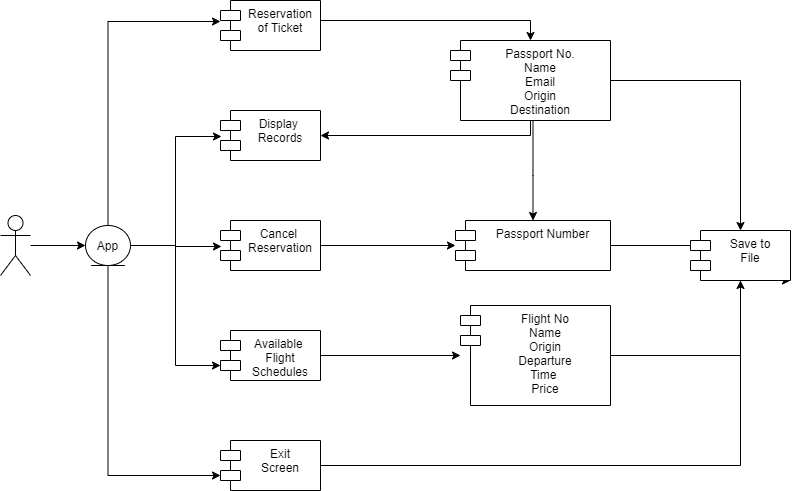 Reservation
of Ticket
Passport No.
Name
Email
Origin
Destination
Display
Records
App
Cancel
Reservation
Passport Number
Save to
File
Available
Flight
Schedules
Flight No
Name
Origin
Departure
Time
Price
Exit
Screen